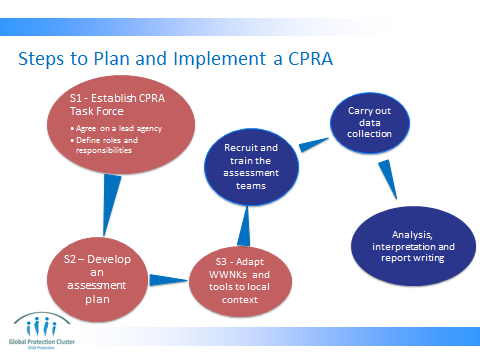 Steps to Plan and Implement a CPRA
S1 - Establish CPRA
Task Force
• Agree on a lead agency
• Define roles and
responsibilities
S2 – Develop
an
assessment
plan
S3 - Adapt
WWNKs and
tools to local
context
Recruit and
train the
assessment
teams
Carry out
data
collection
Analysis,
interpretation and
report writing
Global Protection Cluster
Child Protection